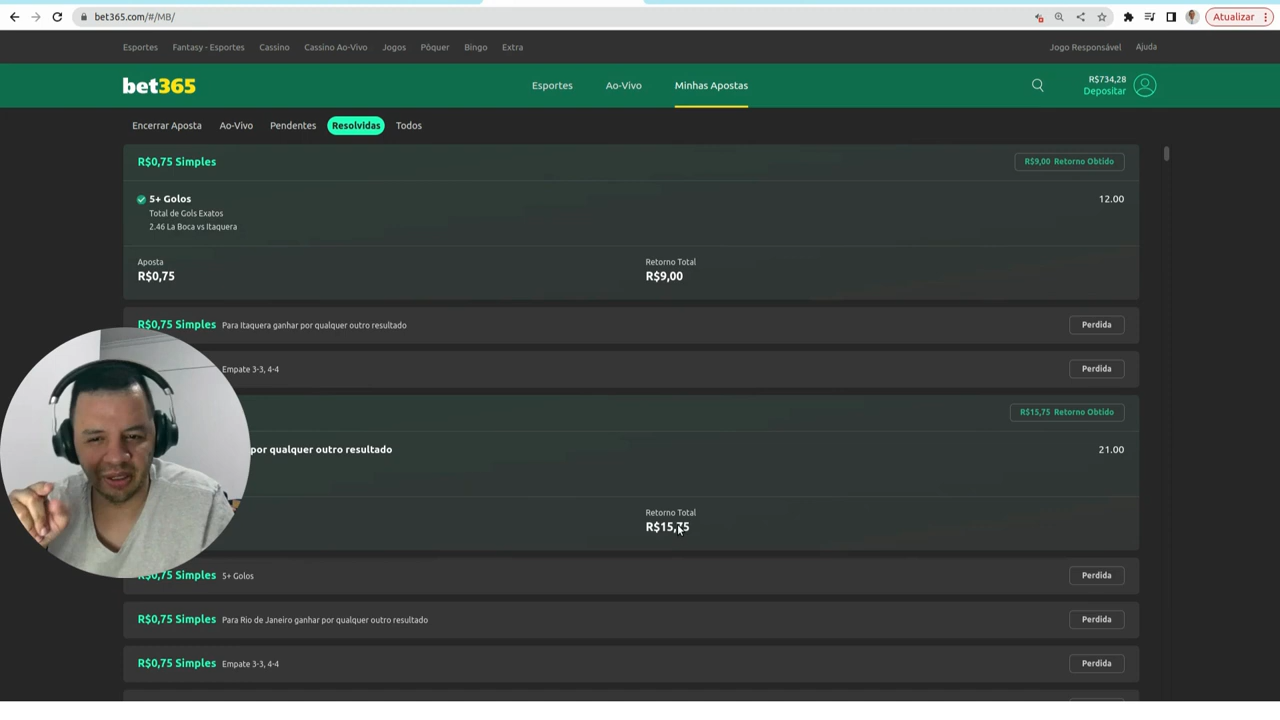 bet365.com/#/MB/
Atualizar
Esportes Fantasy - Esportes Cassino Cassino Ao-Vivo Jogos Pôquer Bingo Extra Jogo Responsável Ajuda
bet365 Esportes Ao-Vivo Minhas Apostas R$734,28
Depositar
Encerrar Aposta Ao-Vivo Pendentes Resolvidas Todos
R$0,75 Simples R$9,00 Retorno Obtido
5+ Golos 12.00
Total de Gols Exatos
2.46 La Boca vs Itaquera
Aposta Retorno Total
R$0,75 R$9,00
R$0,75 Simples Para Itaquera ganhar por qualquer outro resultado Perdida
Empate 3-3, 4-4 Perdida
R$15,75 Retorno Obtido
por qualquer outro resultado 21.00
Retorno Total
R$15,75
R$0,75 Simples 5+ Golos Perdida
R$0,75 Simples Para Rio de Janeiro ganhar por qualquer outro resultado Perdida
R$0,75 Simples Empate 3-3, 4-4 Perdida